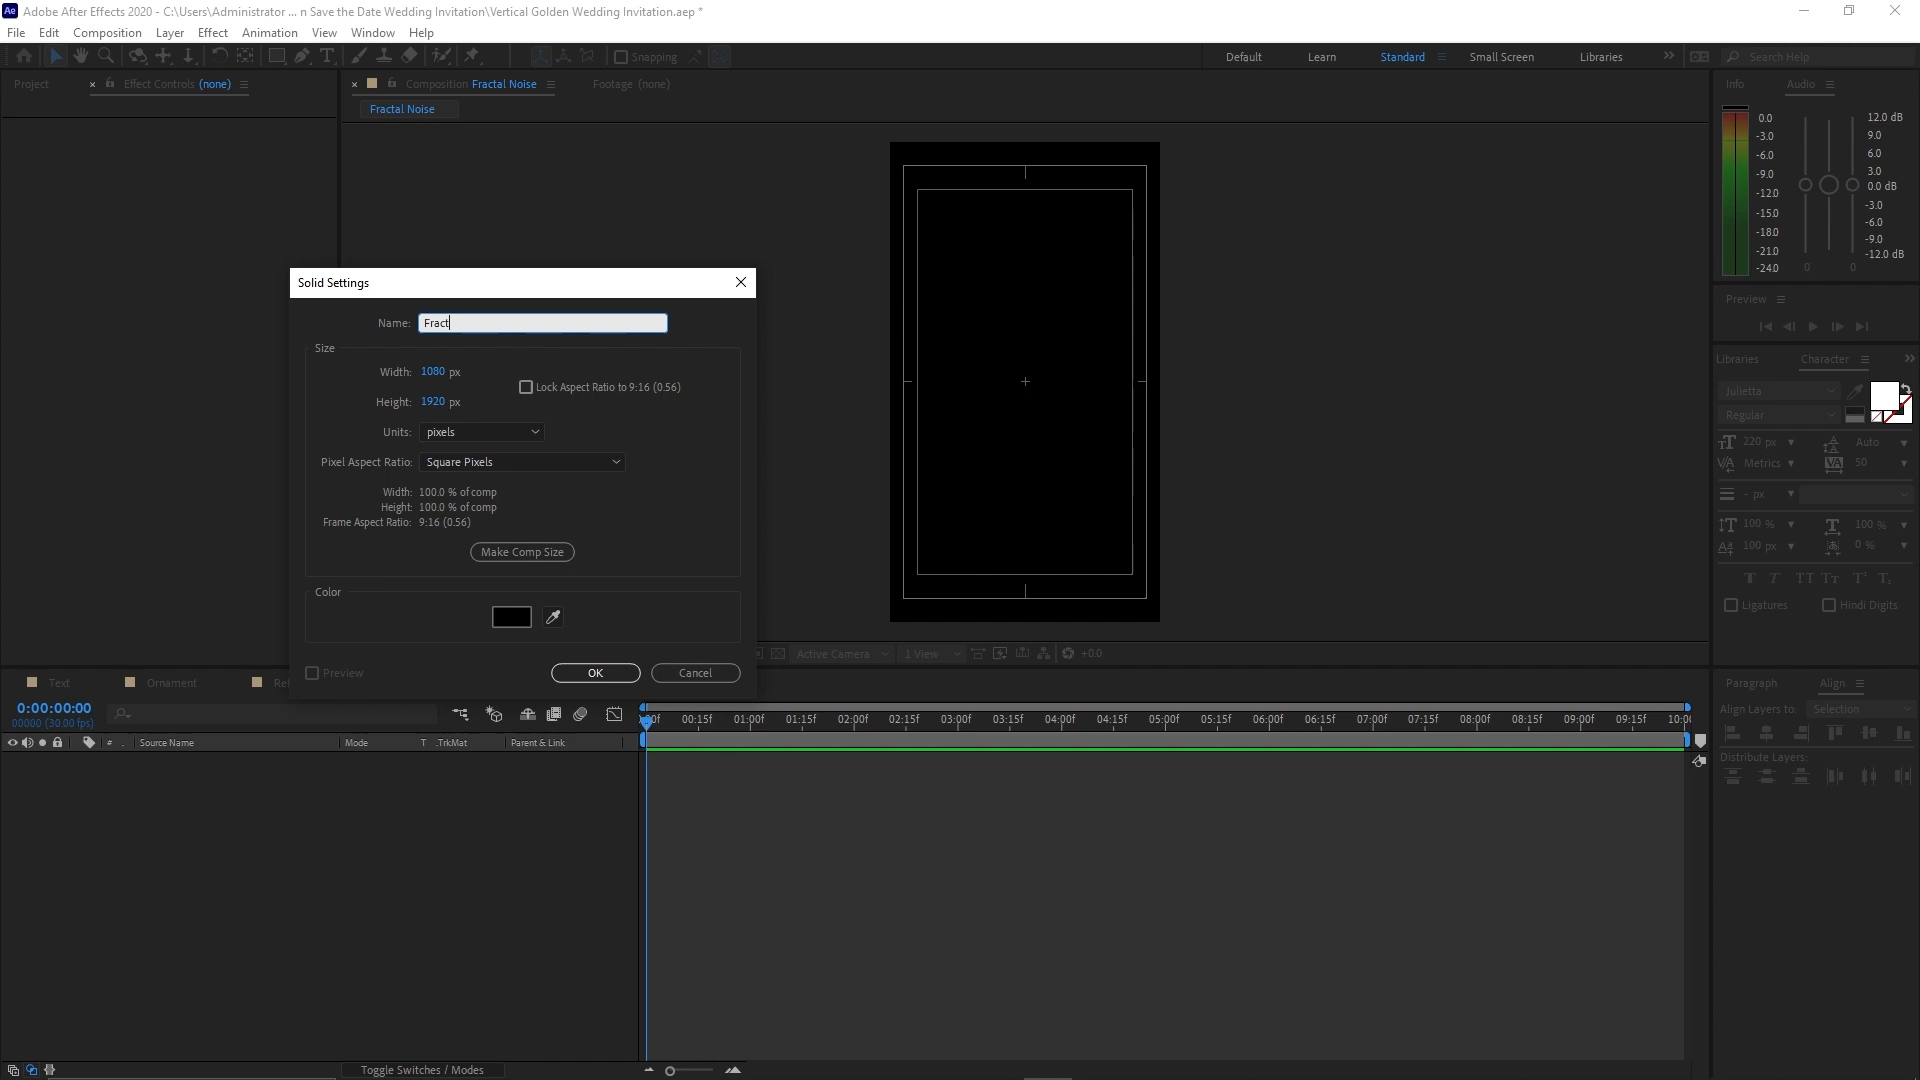 Adobe After Effects 2020 - C:\Users\Administrator ... n Save the Date Wedding Invitation\Vertical Golden Wedding Invitation.aep *
File Edit Composition Layer Effect Animation View Window Help
Snapping Default Learn Standard Small Screen Libraries Search Help
Project Effect Controls (none) Composition Fractal Noise Footage (none) Info Audio
Fractal Noise
0.0 12.0 dB
-3.0 9.0
-6.0 6.0
-9.0 3.0
-12.0 0.0 dB
-15.0 -3.0
-18.0 -6.0
-21.0 -9.0
-24.0 0 0 -12.0 dB
Solid Settings
Name: Fract
Size
Width: 1080 px
Lock Aspect Ratio to 9:16 (0.56)
Height: 1920 px
Units: pixels
Pixel Aspect Ratio: Square Pixels
Width: 100.0 % of comp
Height: 100.0 % of comp
Frame Aspect Ratio: 9:16 (0.56)
Make Comp Size
Color
Preview OK Cancel
Active Camera 1 View +0.0
Preview
Libraries Character
Julietta
Regular
220 px Auto
Metrics 50
- px
100 % 100 %
100 px 0 %
Ligatures Hindi Digits
Text Ornament Ref
0:00:00:00
00000 (30.00 fps)
# Source Name Mode T .TrkMat Parent & Link
00:15f 01:00f 01:15f 02:00f 02:15f 03:00f 03:15f 04:00f 04:15f 05:00f 05:15f 06:00f 06:15f 07:00f 07:15f 08:00f 08:15f 09:00f 09:15f
Paragraph Align
Align Layers to: Selection
Distribute Layers:
Toggle Switches / Modes